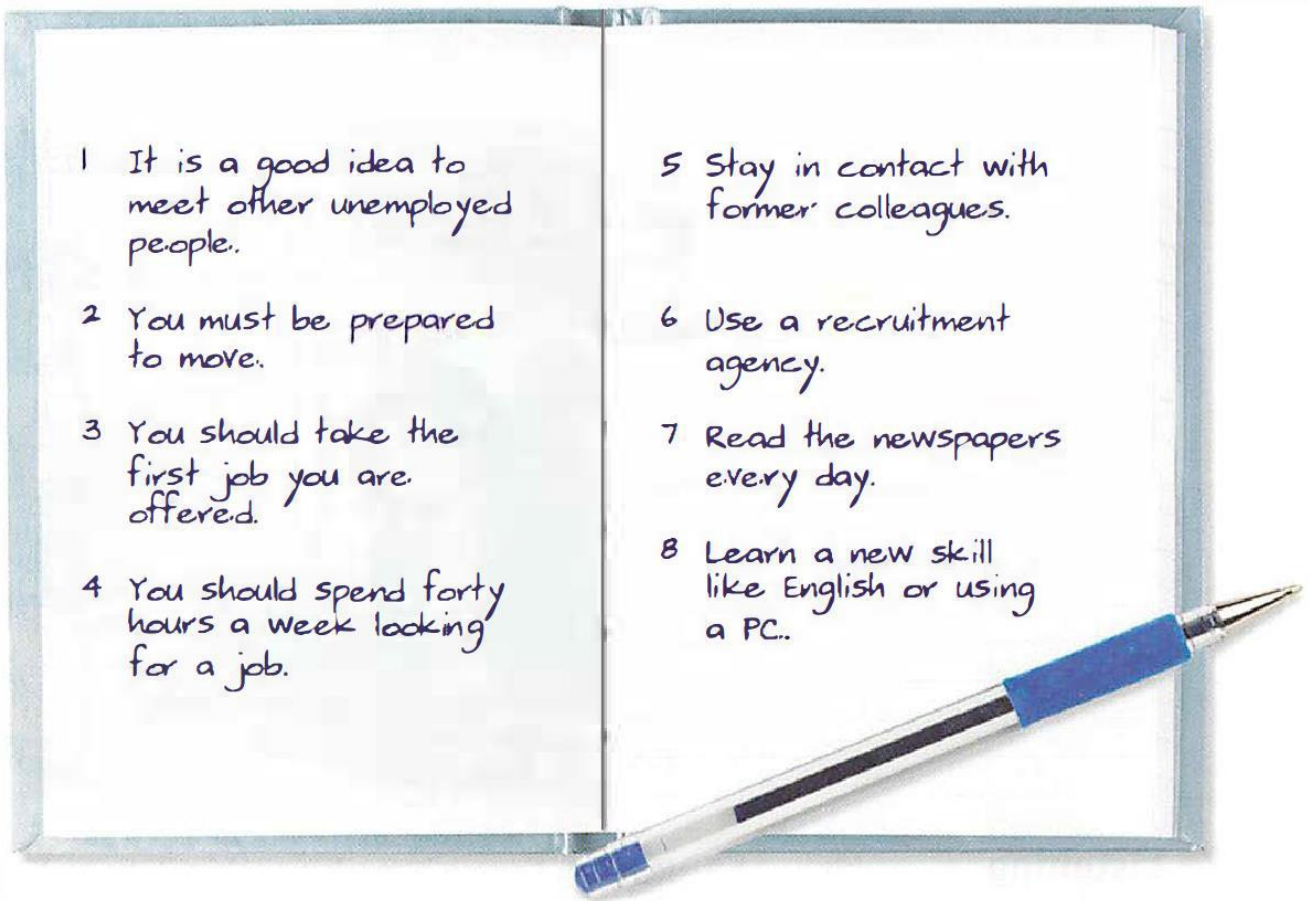 1 It is a good idea to
meet other unemployed
people.
2 You must be prepared
to move.
3 You should take the
first job you are
offered.
4 You should spend forty
hours a week looking
for a job.
5 Stay in contact with
former colleagues.
6 Use a recruitment
agency.
7 Read the newspapers
every day.
8 Learn a new skill
like English or using
a PC.